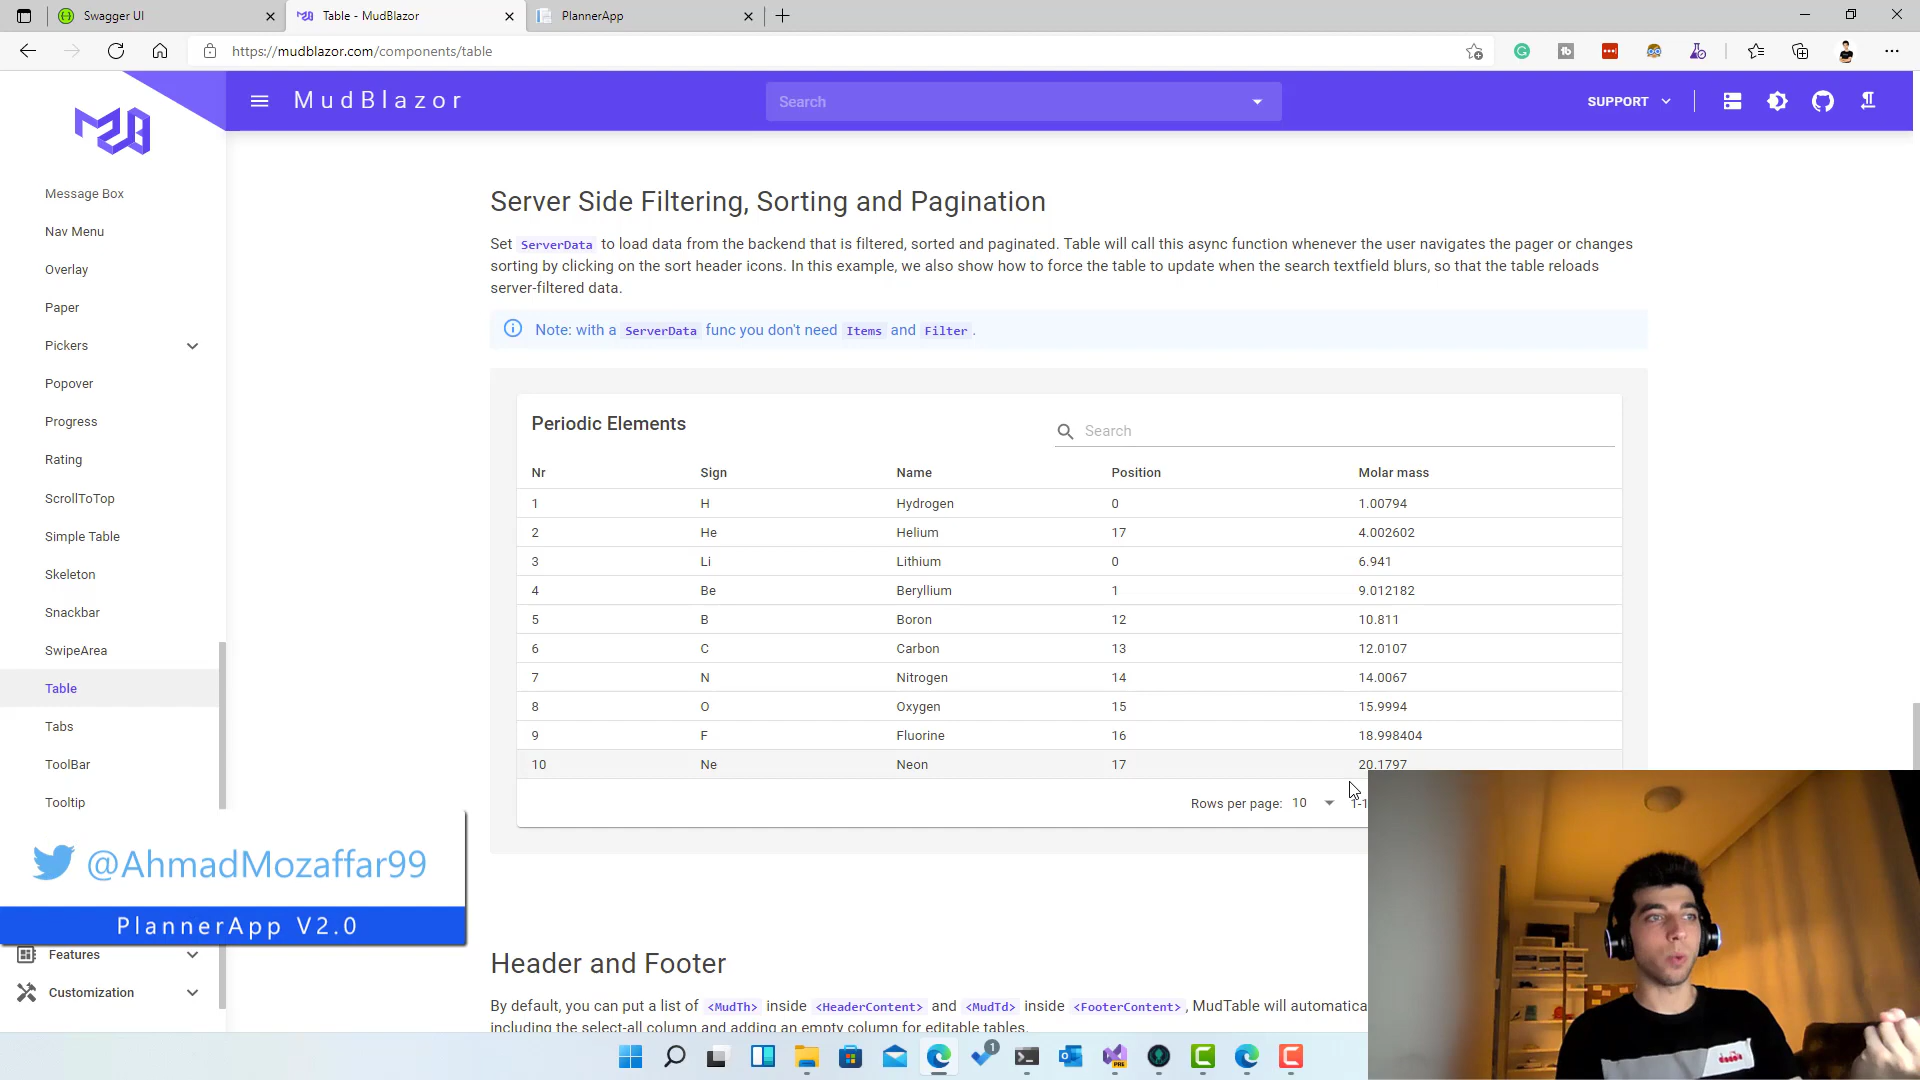 Swagger UI
Table - MudBlazor
PlannerApp
https://mudblazor.com/components/table
MudBlazor
Search
SUPPORT
Message Box
Nav Menu
Overlay
Paper
Pickers
Popover
Progress
Rating
ScrollToTop
Simple Table
Skeleton
Snackbar
SwipeArea
Table
Tabs
ToolBar
Tooltip
Features
Customization
Server Side Filtering, Sorting and Pagination
Set ServerData to load data from the backend that is filtered, sorted and paginated. Table will call this async function whenever the user navigates the pager or changes
sorting by clicking on the sort header icons. In this example, we also show how to force the table to update when the search textfield blurs, so that the table reloads
server-filtered data.
Note: with a ServerData func you don't need Items and Filter.
Periodic Elements
Search
Nr Sign Name Position Molar mass
1 H Hydrogen 0 1.00794
2 He Helium 17 4.002602
3 Li Lithium 0 6.941
4 Be Beryllium 1 9.012182
5 B Boron 12 10.811
6 C Carbon 13 12.0107
7 N Nitrogen 14 14.0067
8 O Oxygen 15 15.9994
9 F Fluorine 16 18.998404
10 Ne Neon 17 20.1797
Rows per page: 10 1-1
Header and Footer
By default, you can put a list of <MudTh> inside <HeaderContent> and <MudTd> inside <FooterContent>, MudTable will automatica
including the select-all column and adding an empty column for editable tables.
@AhmadMozaffar99
PlannerApp V2.0
1
PRE